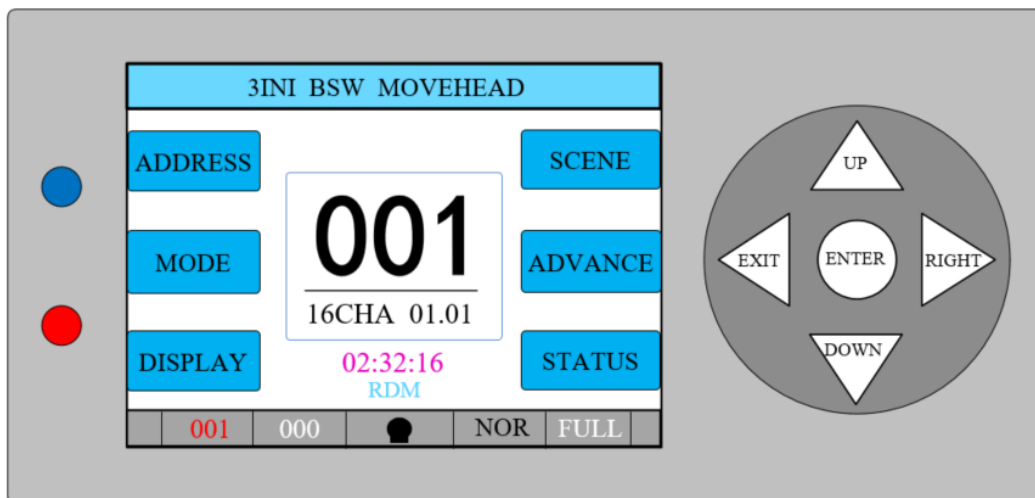 3INI BSW MOVEHEAD
ADDRESS
SCENE
001
MODE
ADVANCE
16CHA 01.01
DISPLAY
02:32:16
STATUS
RDM
001 000 NOR FULL
UP
EXIT ENTER RIGHT
DOWN